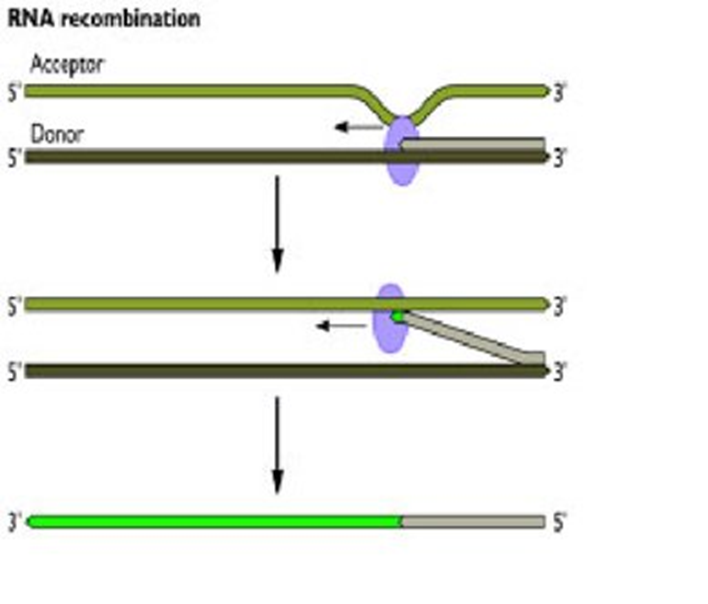 RNA recombination
Acceptor
5' 3'
Donor
5' 3'
5' 3'
5' 3'
3' 5'